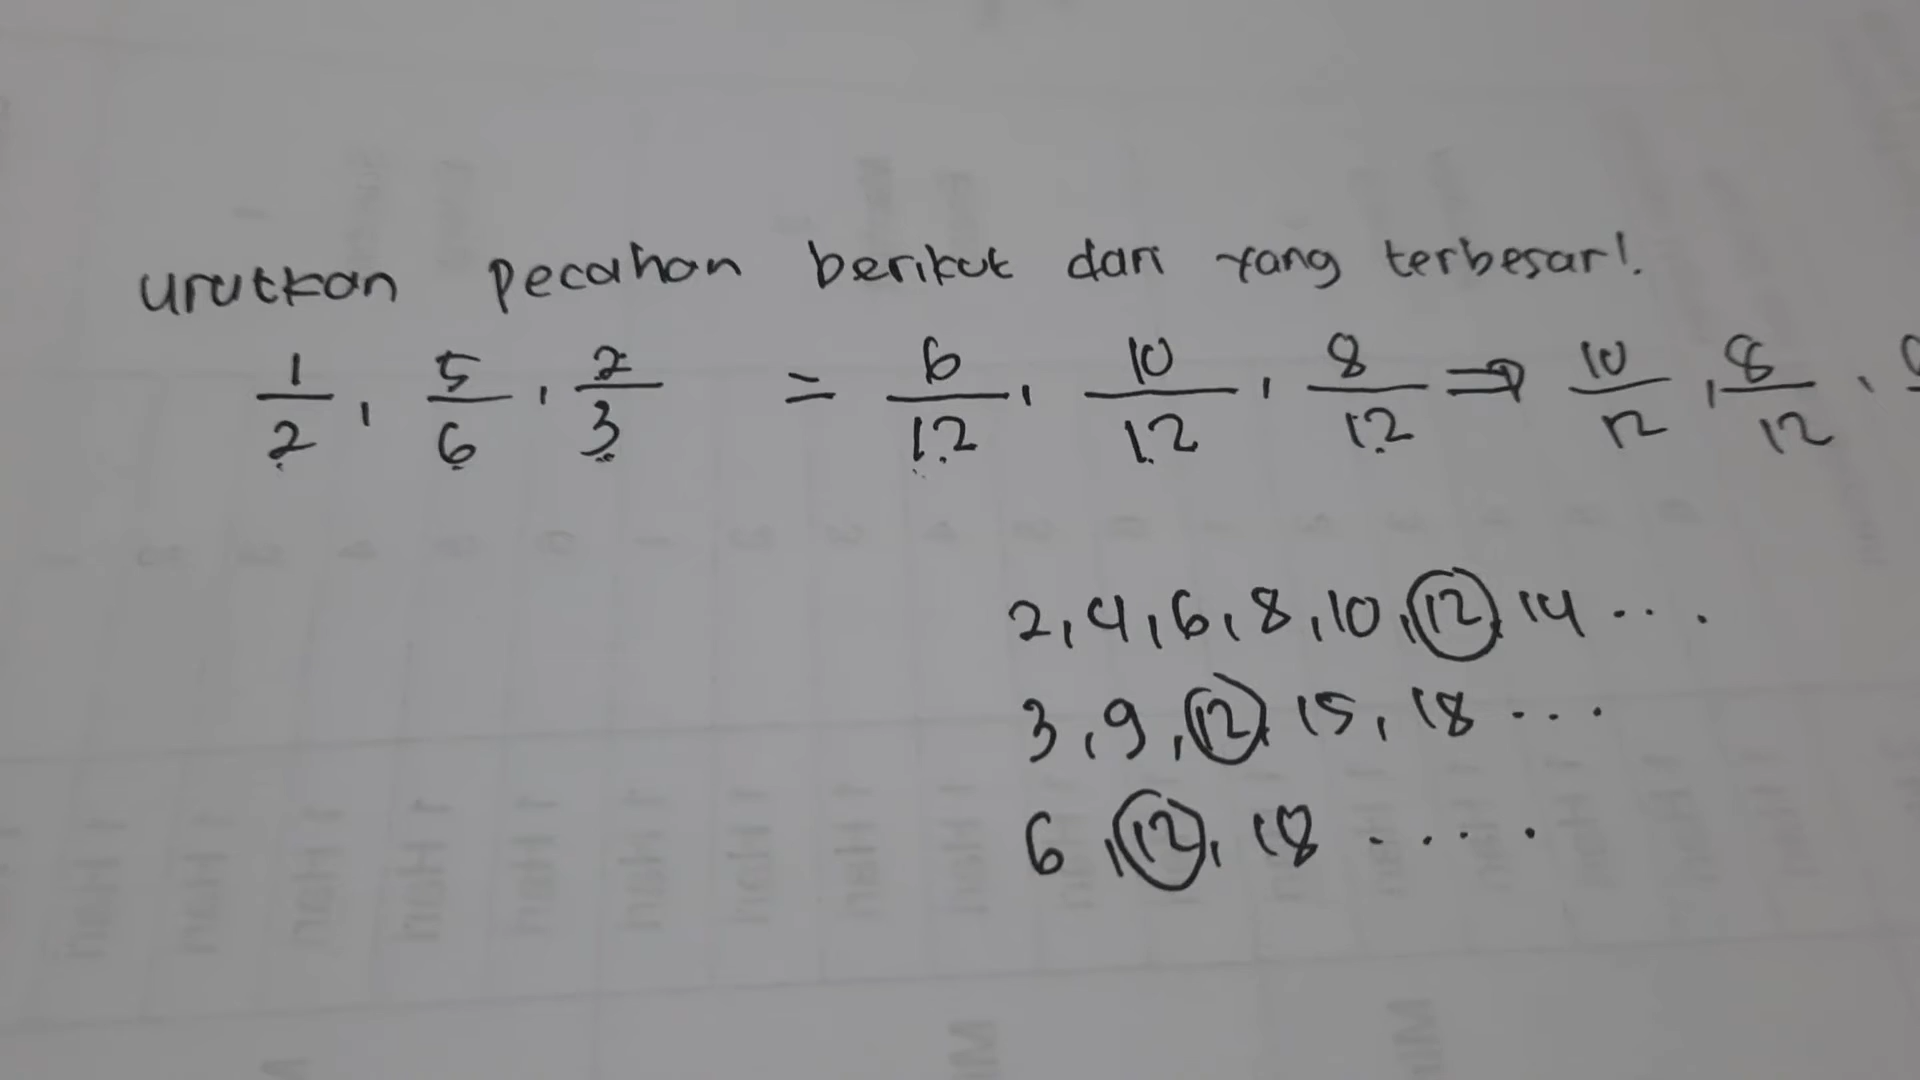 urutkan pecahan berikut dari yang terbesar!.
1/2, 5/6, 2/3 = 6/12, 10/12, 8/12 ⇒ 10/12, 8/12,
2, 4, 6, 8, 10, 12, 14 ....
3, 9, 12, 15, 18 ...
6, 12, 18 ....